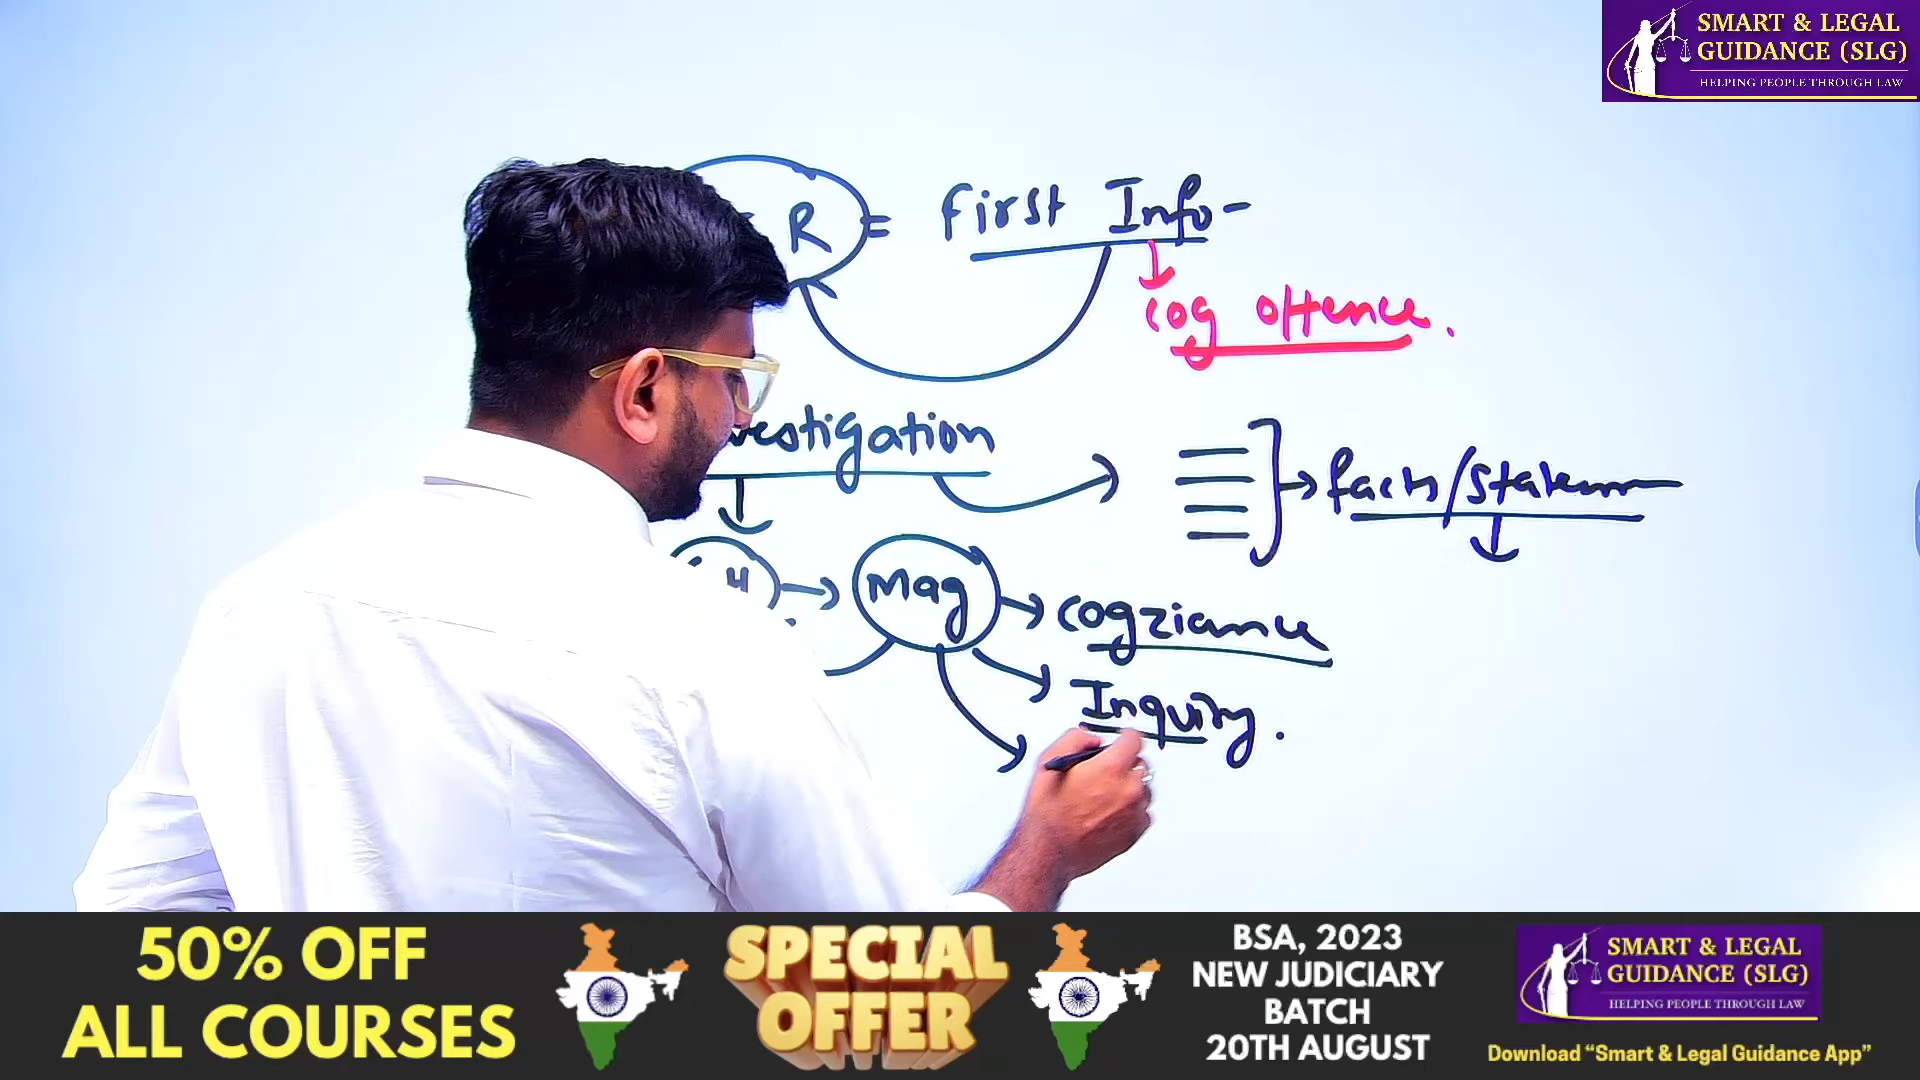 SMART & LEGAL
GUIDANCE (SLG)
HELPING PEOPLE THROUGH LAW
R = First Info-
Cog offence.
vestigation
facts/Statem
H → Mag → Cogziance
Inquiry.
50% OFF
ALL COURSES
SPECIAL
OFFER
BSA, 2023
NEW JUDICIARY
BATCH
20TH AUGUST
SMART & LEGAL
GUIDANCE (SLG)
HELPING PEOPLE THROUGH LAW
Download “Smart & Legal Guidance App”